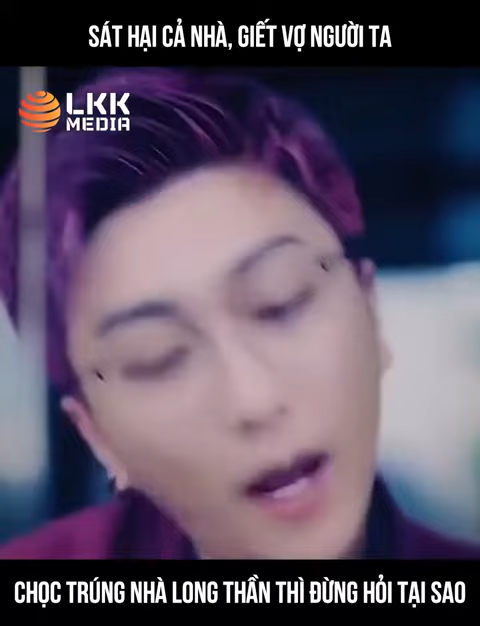 SÁT HẠI CẢ NHÀ, GIẾT VỢ NGƯỜI TA
LKK
MEDIA
CHỌC TRÚNG NHÀ LONG THẦN THÌ ĐỪNG HỎI TẠI SAO